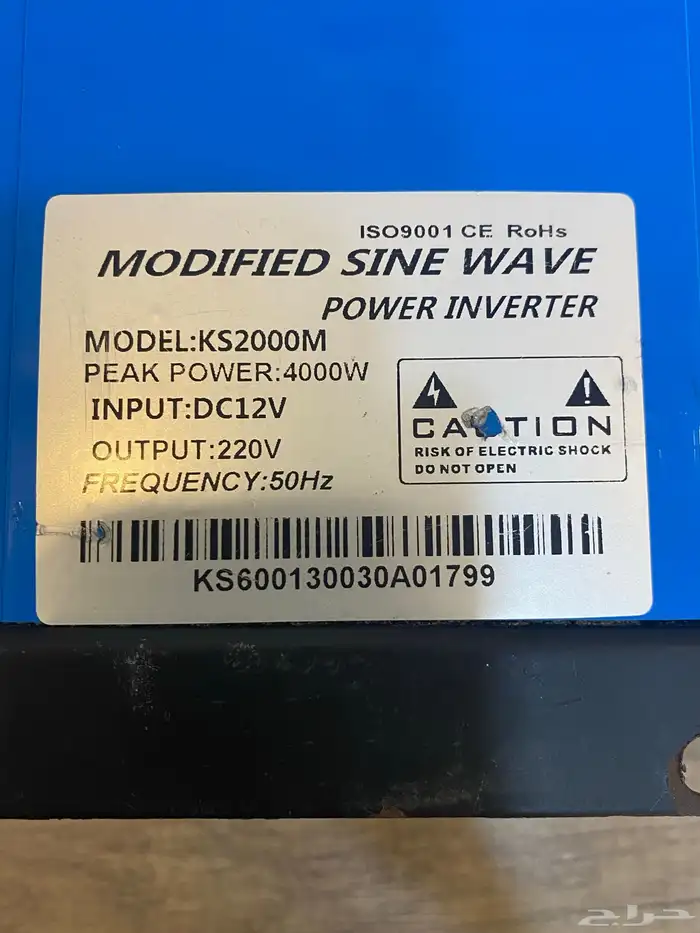 ISO9001 CE RoHs
MODIFIED SINE WAVE
POWER INVERTER
MODEL:KS2000M
PEAK POWER:4000W
INPUT:DC12V
OUTPUT:220V
FREQUENCY:50Hz
CAUTION
RISK OF ELECTRIC SHOCK
DO NOT OPEN
KS600130030A01799
حراج